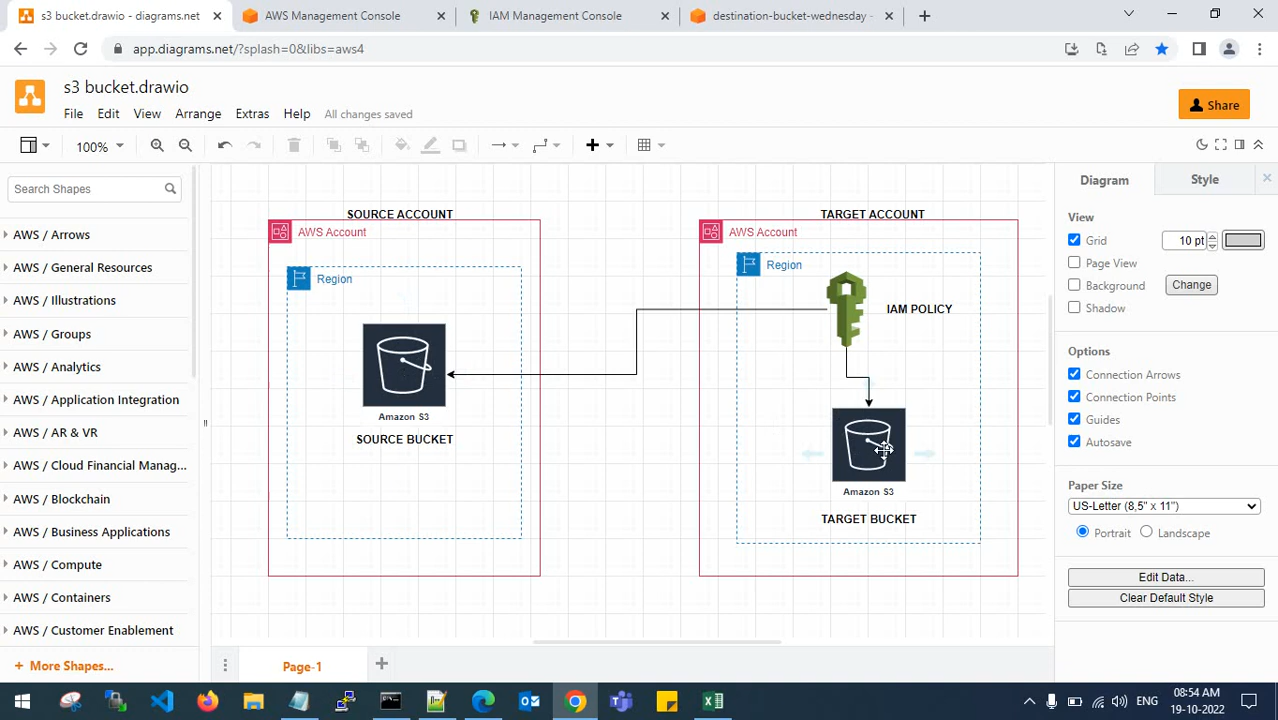 s3 bucket.drawio - diagrams.net
AWS Management Console
IAM Management Console
destination-bucket-wednesday -
app.diagrams.net/?splash=0&libs=aws4
s3 bucket.drawio
File Edit View Arrange Extras Help All changes saved
Share
100%
Search Shapes
AWS / Arrows
AWS / General Resources
AWS / Illustrations
AWS / Groups
AWS / Analytics
AWS / Application Integration
AWS / AR & VR
AWS / Cloud Financial Manag...
AWS / Blockchain
AWS / Business Applications
AWS / Compute
AWS / Containers
AWS / Customer Enablement
+ More Shapes...
SOURCE ACCOUNT
AWS Account
Region
Amazon S3
SOURCE BUCKET
TARGET ACCOUNT
AWS Account
Region
IAM POLICY
Amazon S3
TARGET BUCKET
Diagram
Style
View
Grid
10 pt
Page View
Background
Change
Shadow
Options
Connection Arrows
Connection Points
Guides
Autosave
Paper Size
US-Letter (8,5" x 11")
Portrait
Landscape
Edit Data...
Clear Default Style
Page-1
ENG
08:54 AM
19-10-2022